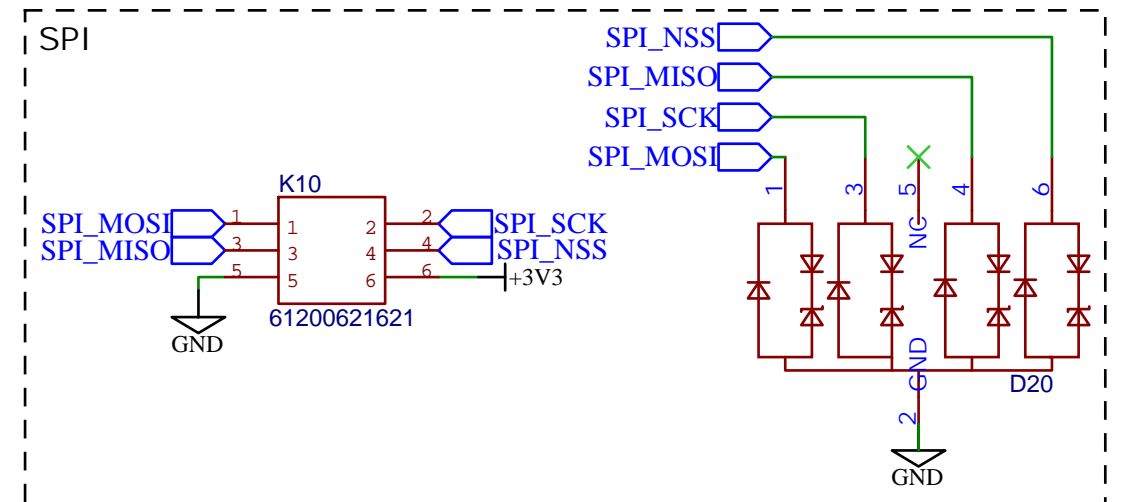 SPI
SPI_NSS
SPI_MISO
SPI_SCK
SPI_MOSI
K10
SPI_MOSI 1 1 2 2 SPI_SCK
SPI_MISO 3 3 4 4 SPI_NSS
5 5 6 6 +3V3
GND
61200621621
1 3 5 4 6
NC
GND
D20
2
GND